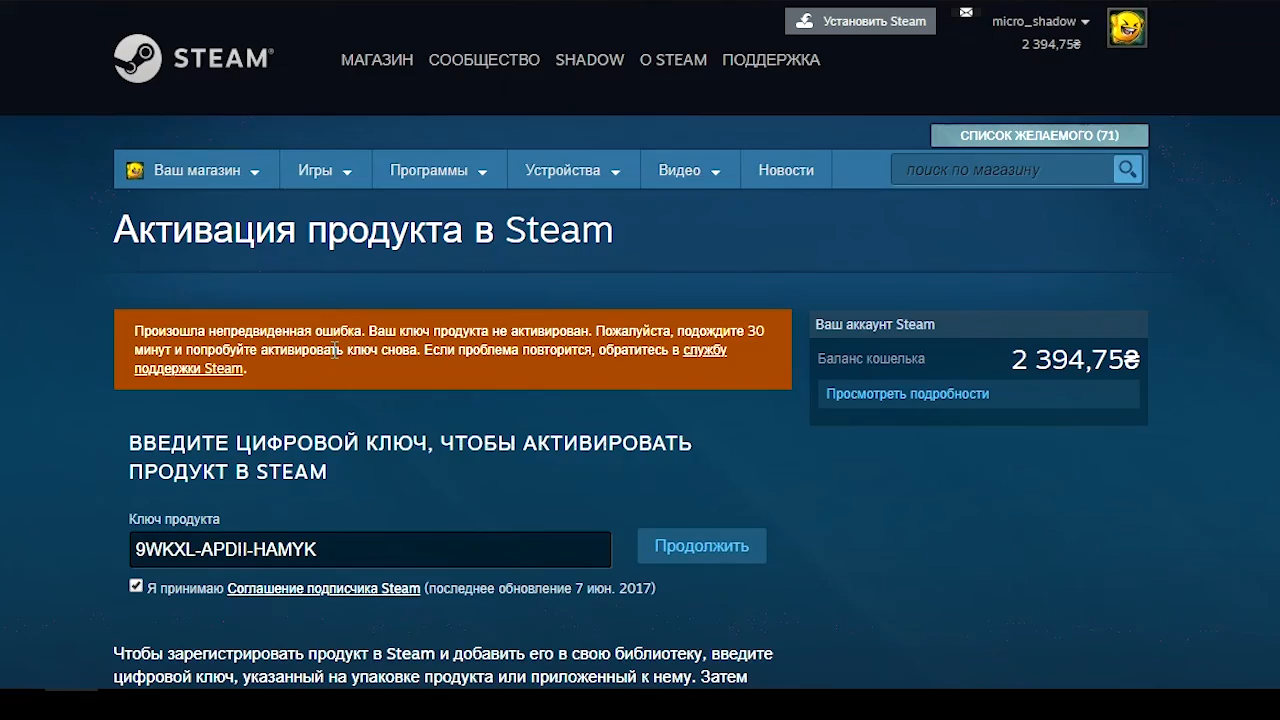 Установить Steam
micro_shadow
2 394,75₴
STEAM®
МАГАЗИН СООБЩЕСТВО SHADOW О STEAM ПОДДЕРЖКА
СПИСОК ЖЕЛАЕМОГО (71)
Ваш магазин Игры Программы Устройства Видео Новости поиск по магазину
Активация продукта в Steam
Произошла непредвиденная ошибка. Ваш ключ продукта не активирован. Пожалуйста, подождите 30
минут и попробуйте активировать ключ снова. Если проблема повторится, обратитесь в службу
поддержки Steam.
Ваш аккаунт Steam
Баланс кошелька 2 394,75₴
Просмотреть подробности
ВВЕДИТЕ ЦИФРОВОЙ КЛЮЧ, ЧТОБЫ АКТИВИРОВАТЬ
ПРОДУКТ В STEAM
Ключ продукта
9WKXL-APDII-HAMYK
Продолжить
Я принимаю Соглашение подписчика Steam (последнее обновление 7 июн. 2017)
Чтобы зарегистрировать продукт в Steam и добавить его в свою библиотеку, введите
цифровой ключ, указанный на упаковке продукта или приложенный к нему. Затем